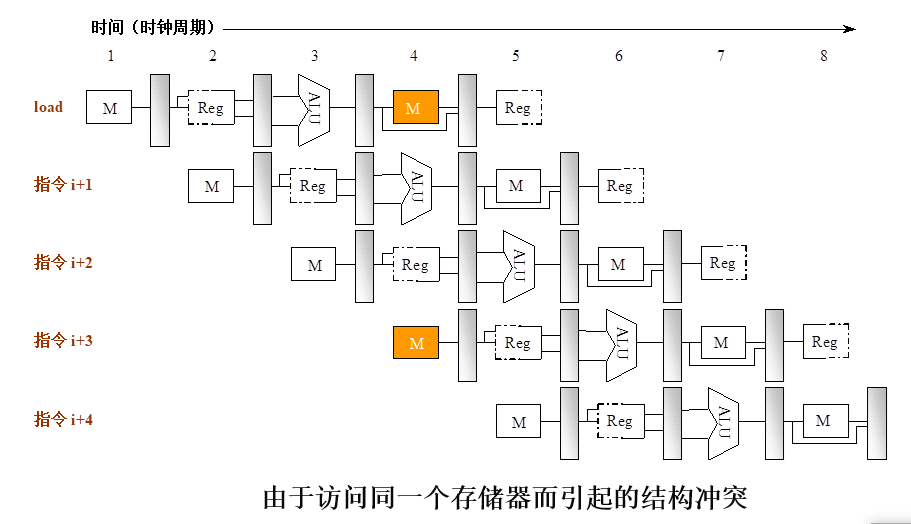 时间（时钟周期）
1 2 3 4 5 6 7 8
load M Reg ALU M Reg
指令 i+1 M Reg ALU M Reg
指令 i+2 M Reg ALU M Reg
指令 i+3 M Reg ALU M Reg
指令 i+4 M Reg ALU M
由于访问同一个存储器而引起的结构冲突